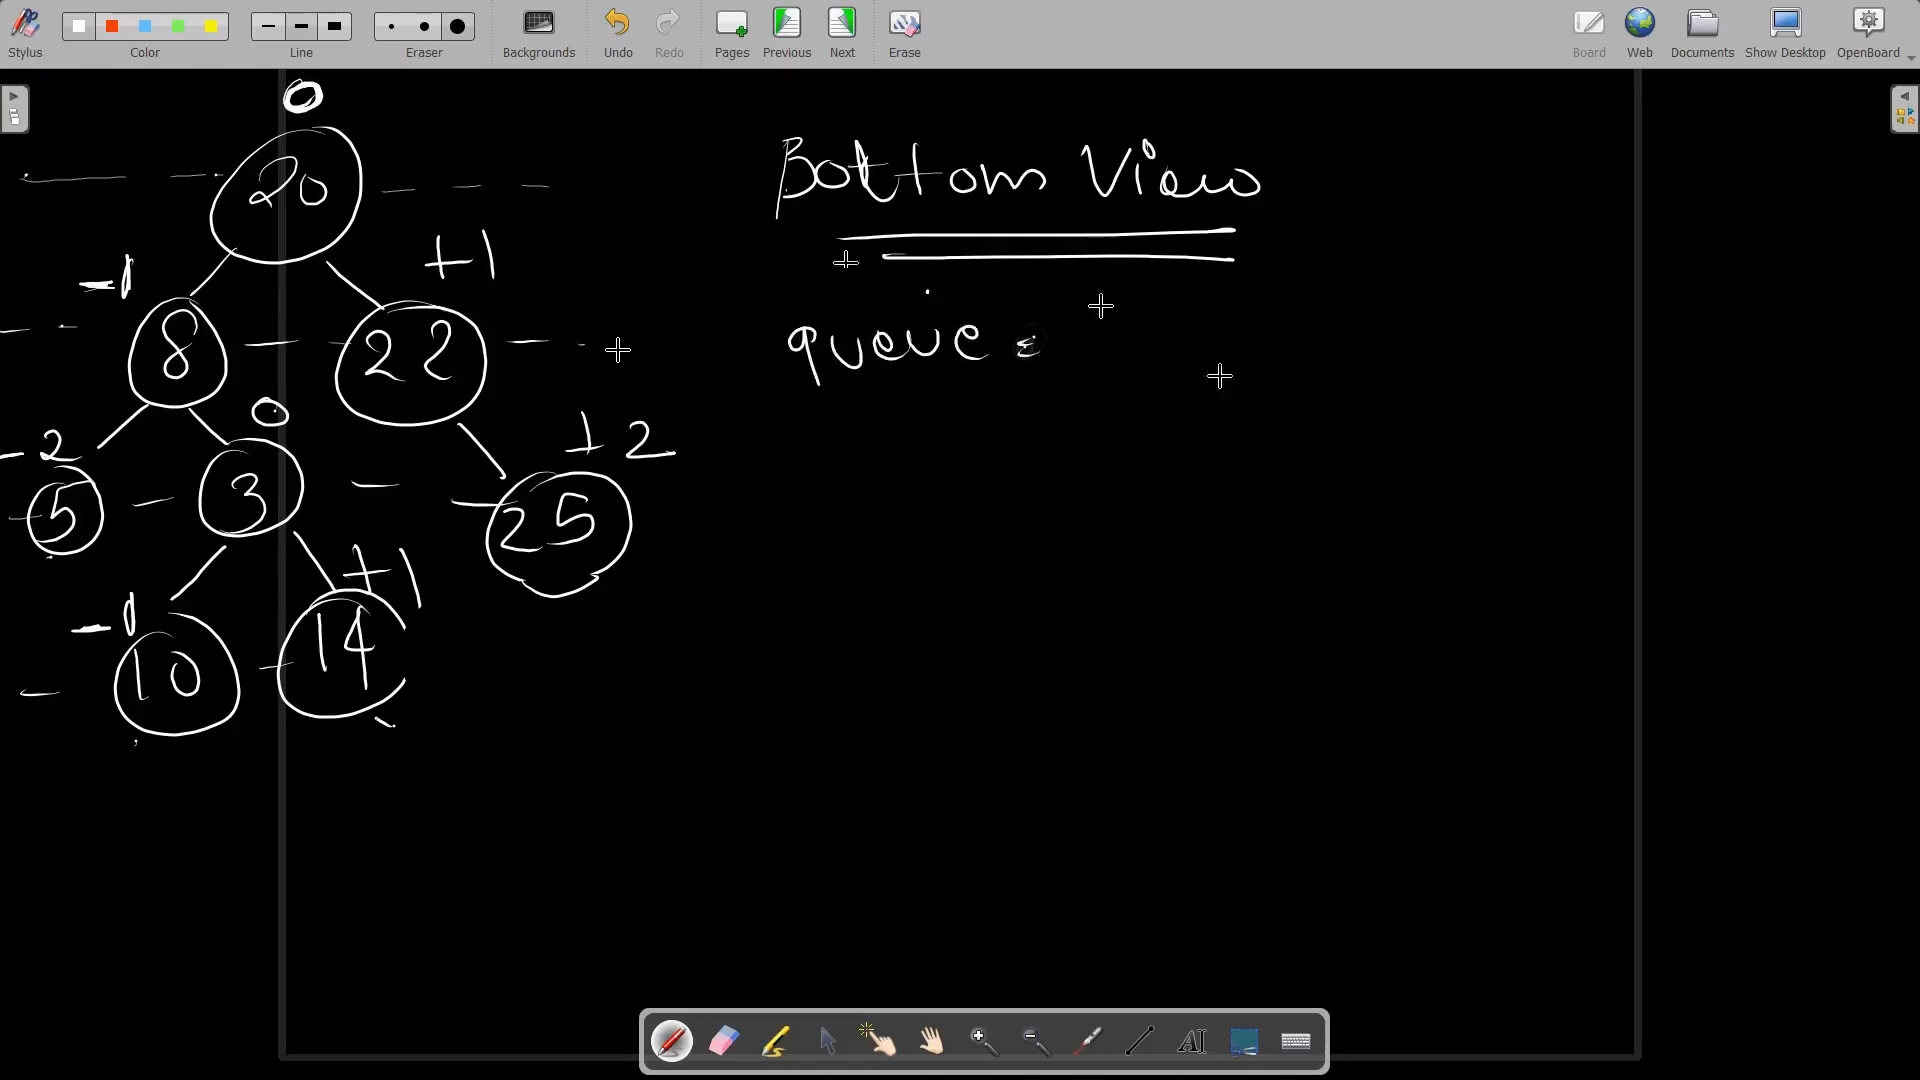 Stylus Color Line Eraser Backgrounds Undo Redo Pages Previous Next Erase Board Web Documents Show Desktop OpenBoard
0
20
Bottom View
-1 +1
8 22
queue
-2 0 +2
5 3 25
-1 +1
10 14
AI